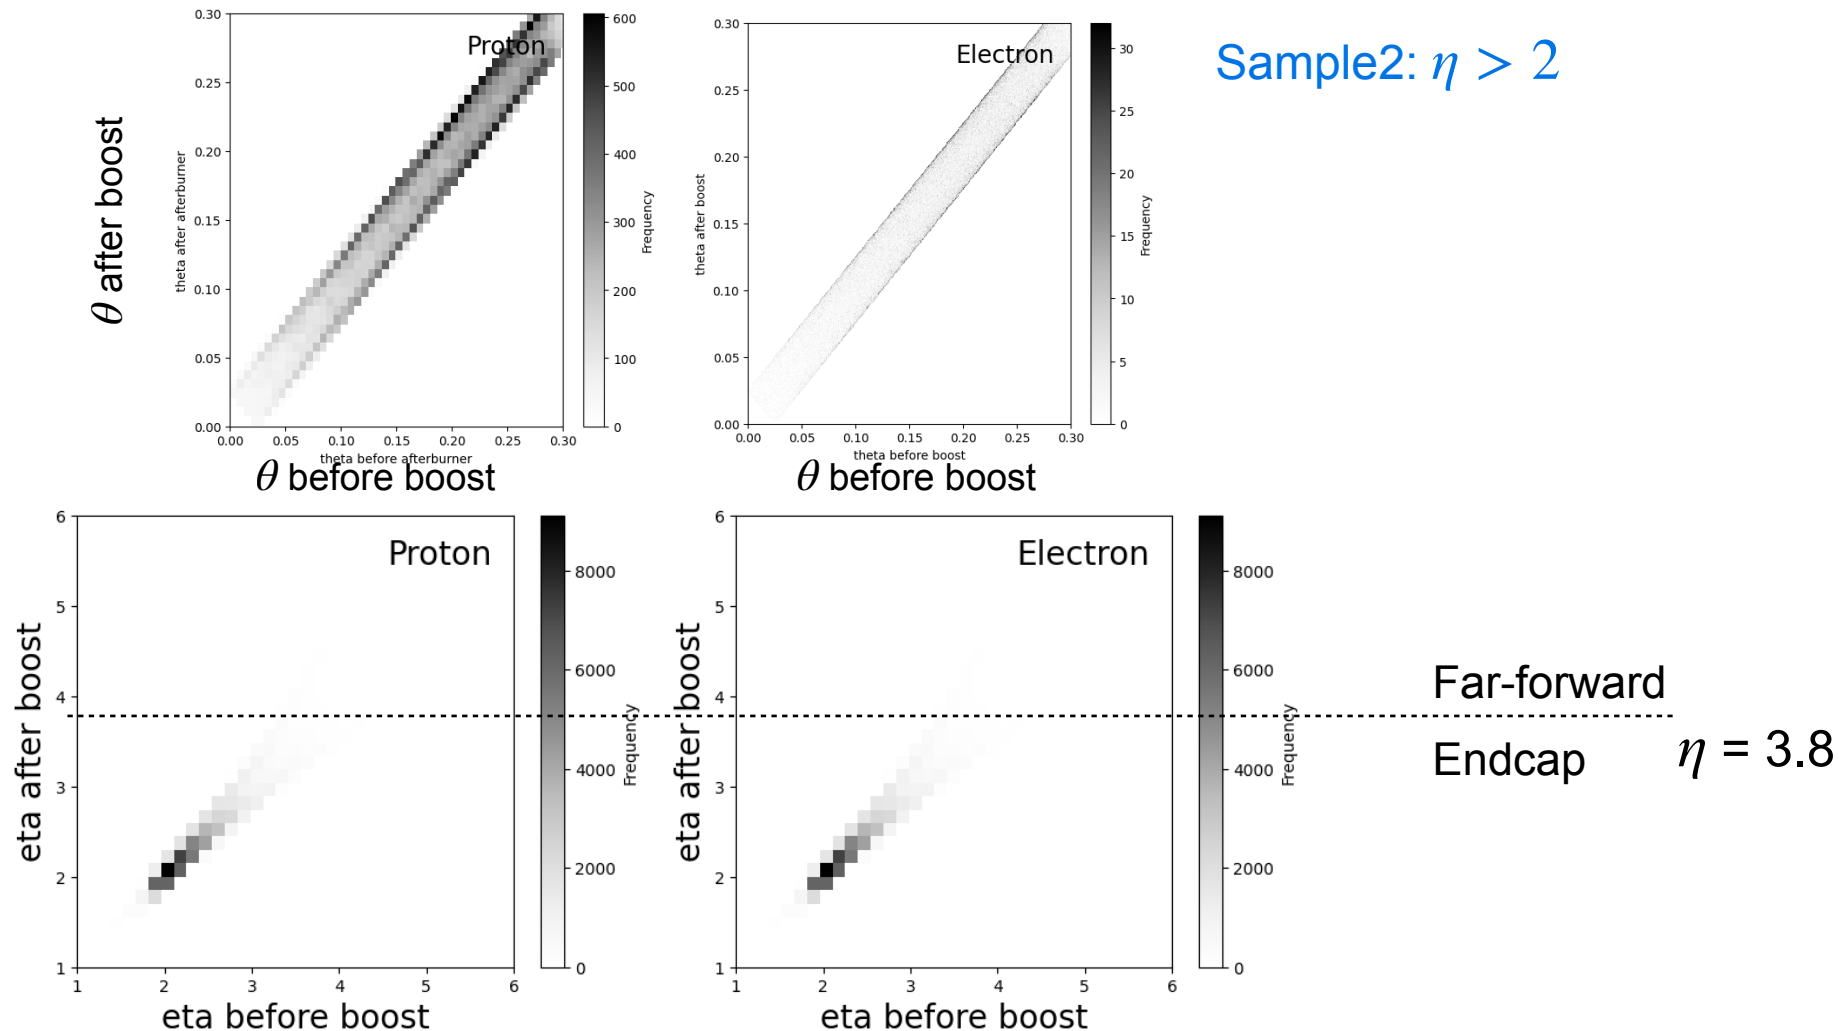 Sample2: η > 2
Proton
0.30
0.25
0.20
0.15
0.10
0.05
0.00
0.00 0.05 0.10 0.15 0.20 0.25 0.30
theta after afterburner
theta before afterburner
θ after boost
θ before boost
600
500
400
300
200
100
0
Frequency
Electron
0.30
0.25
0.20
0.15
0.10
0.05
0.00
0.00 0.05 0.10 0.15 0.20 0.25 0.30
theta after boost
theta before boost
θ before boost
30
25
20
15
10
5
0
Frequency
Proton
6
5
4
3
2
1
1 2 3 4 5 6
eta after boost
eta before boost
8000
6000
4000
2000
0
Frequency
Electron
6
5
4
3
2
1
1 2 3 4 5 6
eta after boost
eta before boost
8000
6000
4000
2000
0
Frequency
Far-forward
Endcap
η = 3.8